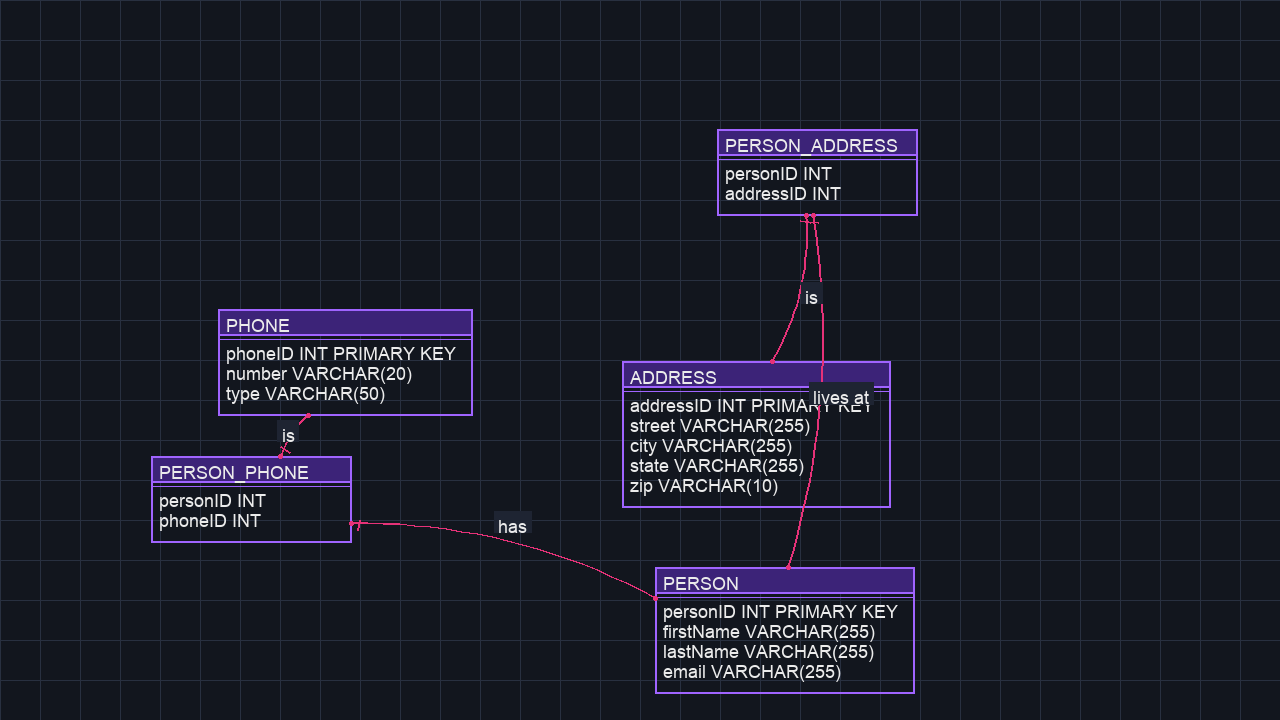 PERSON_ADDRESS
personID INT
addressID INT
is
PHONE
phoneID INT PRIMARY KEY
number VARCHAR(20)
type VARCHAR(50)
is
ADDRESS
addressID INT PRIMARY KEY
lives at
street VARCHAR(255)
city VARCHAR(255)
state VARCHAR(255)
zip VARCHAR(10)
PERSON_PHONE
personID INT
phoneID INT
has
PERSON
personID INT PRIMARY KEY
firstName VARCHAR(255)
lastName VARCHAR(255)
email VARCHAR(255)